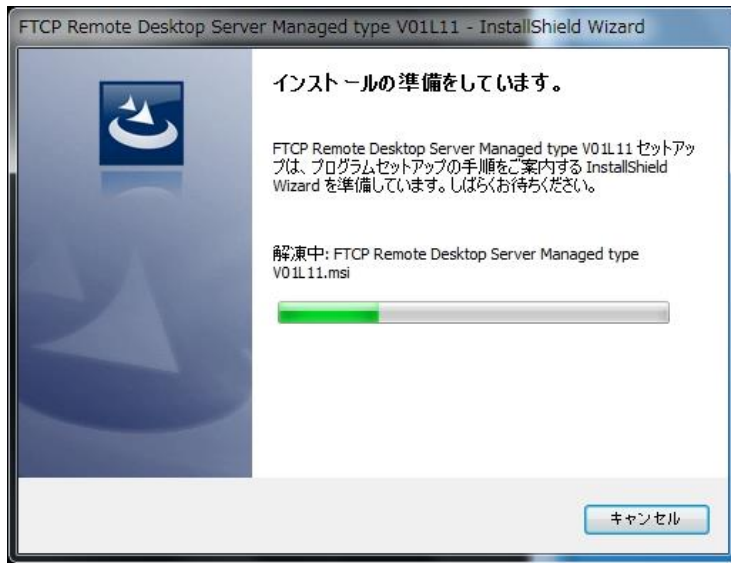 FTCP Remote Desktop Server Managed type V01L11 - InstallShield Wizard
インストールの準備をしています。
FTCP Remote Desktop Server Managed type V01L11 セットアッ
プは、プログラムセットアップの手順をご案内する InstallShield
Wizard を準備しています。しばらくお待ちください。
解凍中: FTCP Remote Desktop Server Managed type
V01L11.msi
キャンセル